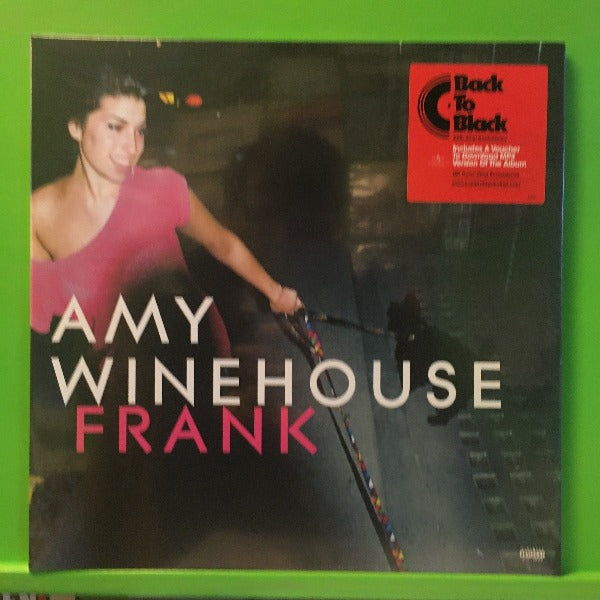 Back
To
Black
Includes A Voucher
To Download MP3
Version Of The Album
AMY
WINEHOUSE
FRANK